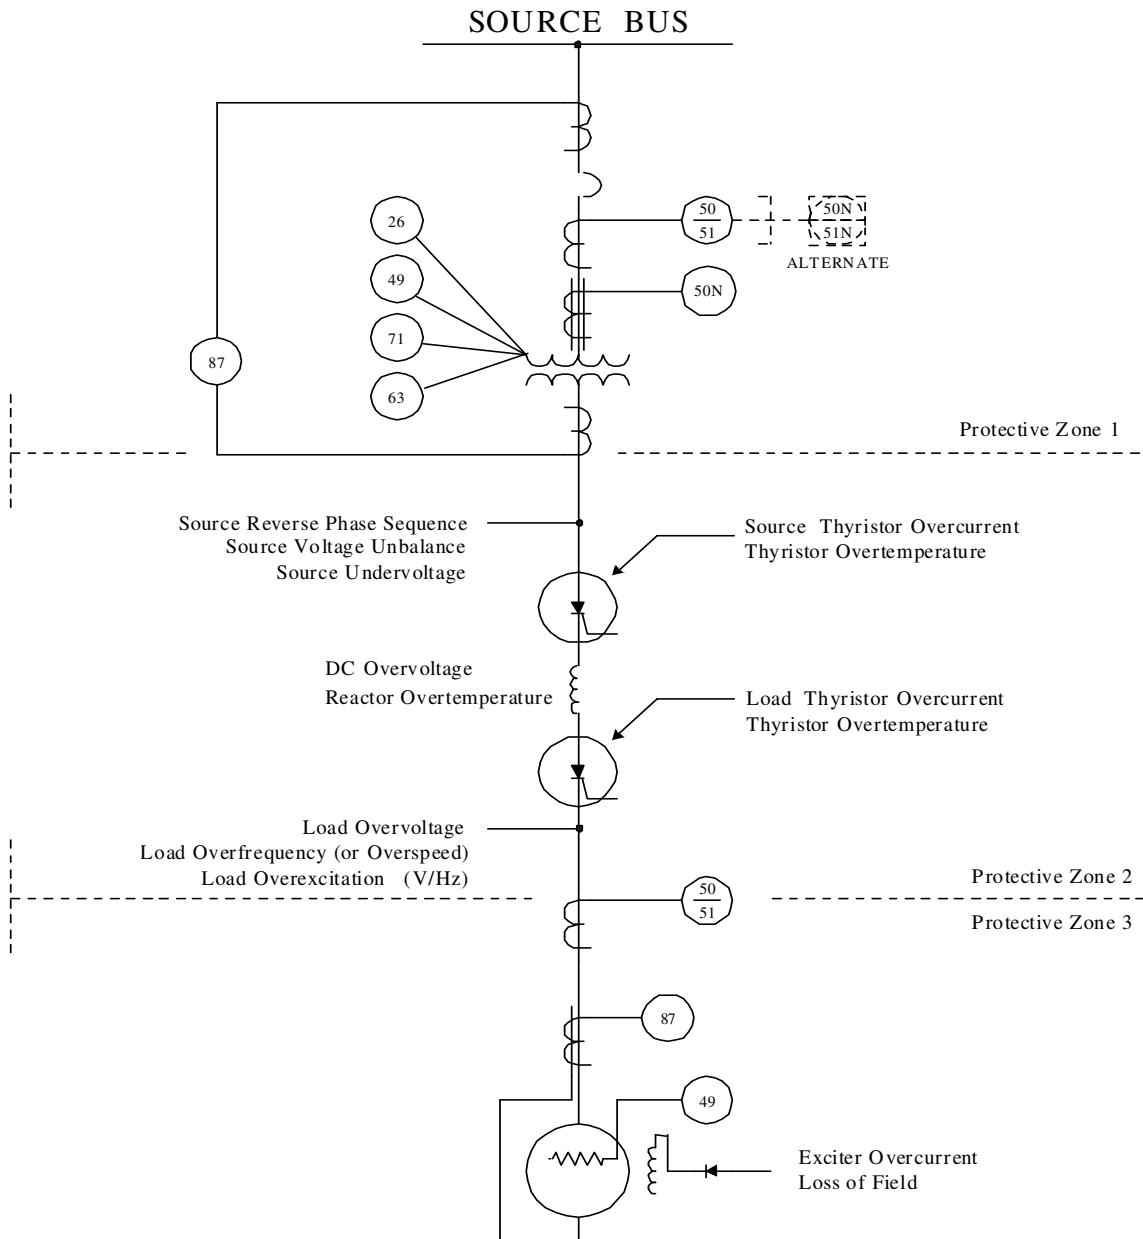 SOURCE BUS
26
50
51
50N
51N
ALTERNATE
49
50N
71
87
63
Protective Zone 1
Source Reverse Phase Sequence
Source Voltage Unbalance
Source Undervoltage
Source Thyristor Overcurrent
Thyristor Overtemperature
DC Overvoltage
Reactor Overtemperature
Load Thyristor Overcurrent
Thyristor Overtemperature
Load Overvoltage
Load Overfrequency (or Overspeed)
Load Overexcitation (V/Hz)
Protective Zone 2
50
51
Protective Zone 3
87
49
Exciter Overcurrent
Loss of Field